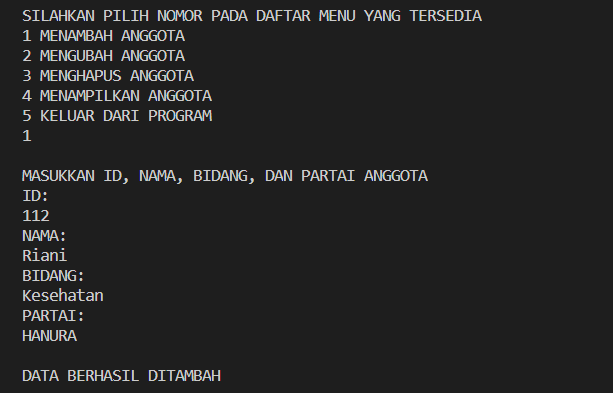 SILAHKAN PILIH NOMOR PADA DAFTAR MENU YANG TERSEDIA
1 MENAMBAH ANGGOTA
2 MENGUBAH ANGGOTA
3 MENGHAPUS ANGGOTA
4 MENAMPILKAN ANGGOTA
5 KELUAR DARI PROGRAM
1
MASUKKAN ID, NAMA, BIDANG, DAN PARTAI ANGGOTA
ID:
112
NAMA:
Riani
BIDANG:
Kesehatan
PARTAI:
HANURA
DATA BERHASIL DITAMBAH